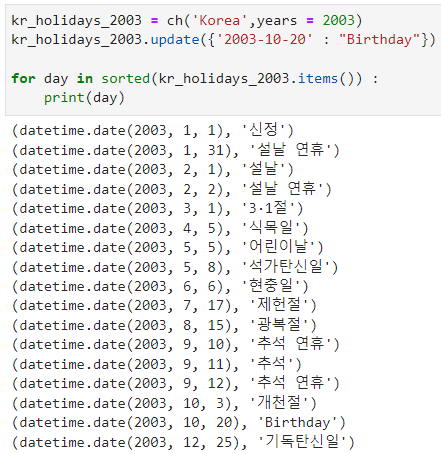 kr_holidays_2003 = ch('Korea',years = 2003)
kr_holidays_2003.update({'2003-10-20' : "Birthday"})
for day in sorted(kr_holidays_2003.items()) :
    print(day)
(datetime.date(2003, 1, 1), '신정')
(datetime.date(2003, 1, 31), '설날 연휴')
(datetime.date(2003, 2, 1), '설날')
(datetime.date(2003, 2, 2), '설날 연휴')
(datetime.date(2003, 3, 1), '3·1절')
(datetime.date(2003, 4, 5), '식목일')
(datetime.date(2003, 5, 5), '어린이날')
(datetime.date(2003, 5, 8), '석가탄신일')
(datetime.date(2003, 6, 6), '현충일')
(datetime.date(2003, 7, 17), '제헌절')
(datetime.date(2003, 8, 15), '광복절')
(datetime.date(2003, 9, 10), '추석 연휴')
(datetime.date(2003, 9, 11), '추석')
(datetime.date(2003, 9, 12), '추석 연휴')
(datetime.date(2003, 10, 3), '개천절')
(datetime.date(2003, 10, 20), 'Birthday')
(datetime.date(2003, 12, 25), '기독탄신일')